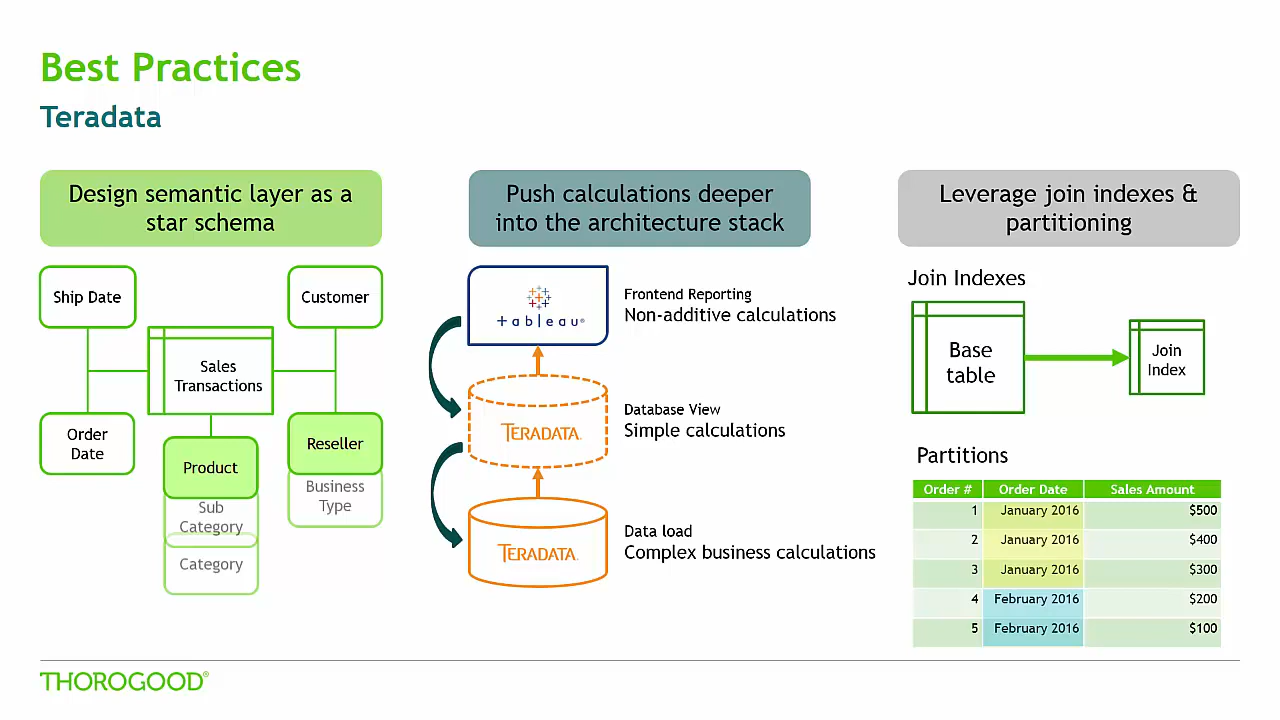 Best Practices
Teradata
Design semantic layer as a
star schema
Ship Date
Customer
Sales
Transactions
Order
Date
Product
Reseller
Sub
Category
Category
Business
Type
Push calculations deeper
into the architecture stack
+ableau®
Frontend Reporting
Non-additive calculations
TERADATA.
Database View
Simple calculations
TERADATA.
Data load
Complex business calculations
Leverage join indexes &
partitioning
Join Indexes
Base
table
Join
Index
Partitions
Order # Order Date Sales Amount
1 January 2016 $500
2 January 2016 $400
3 January 2016 $300
4 February 2016 $200
5 February 2016 $100
THOROGOOD®